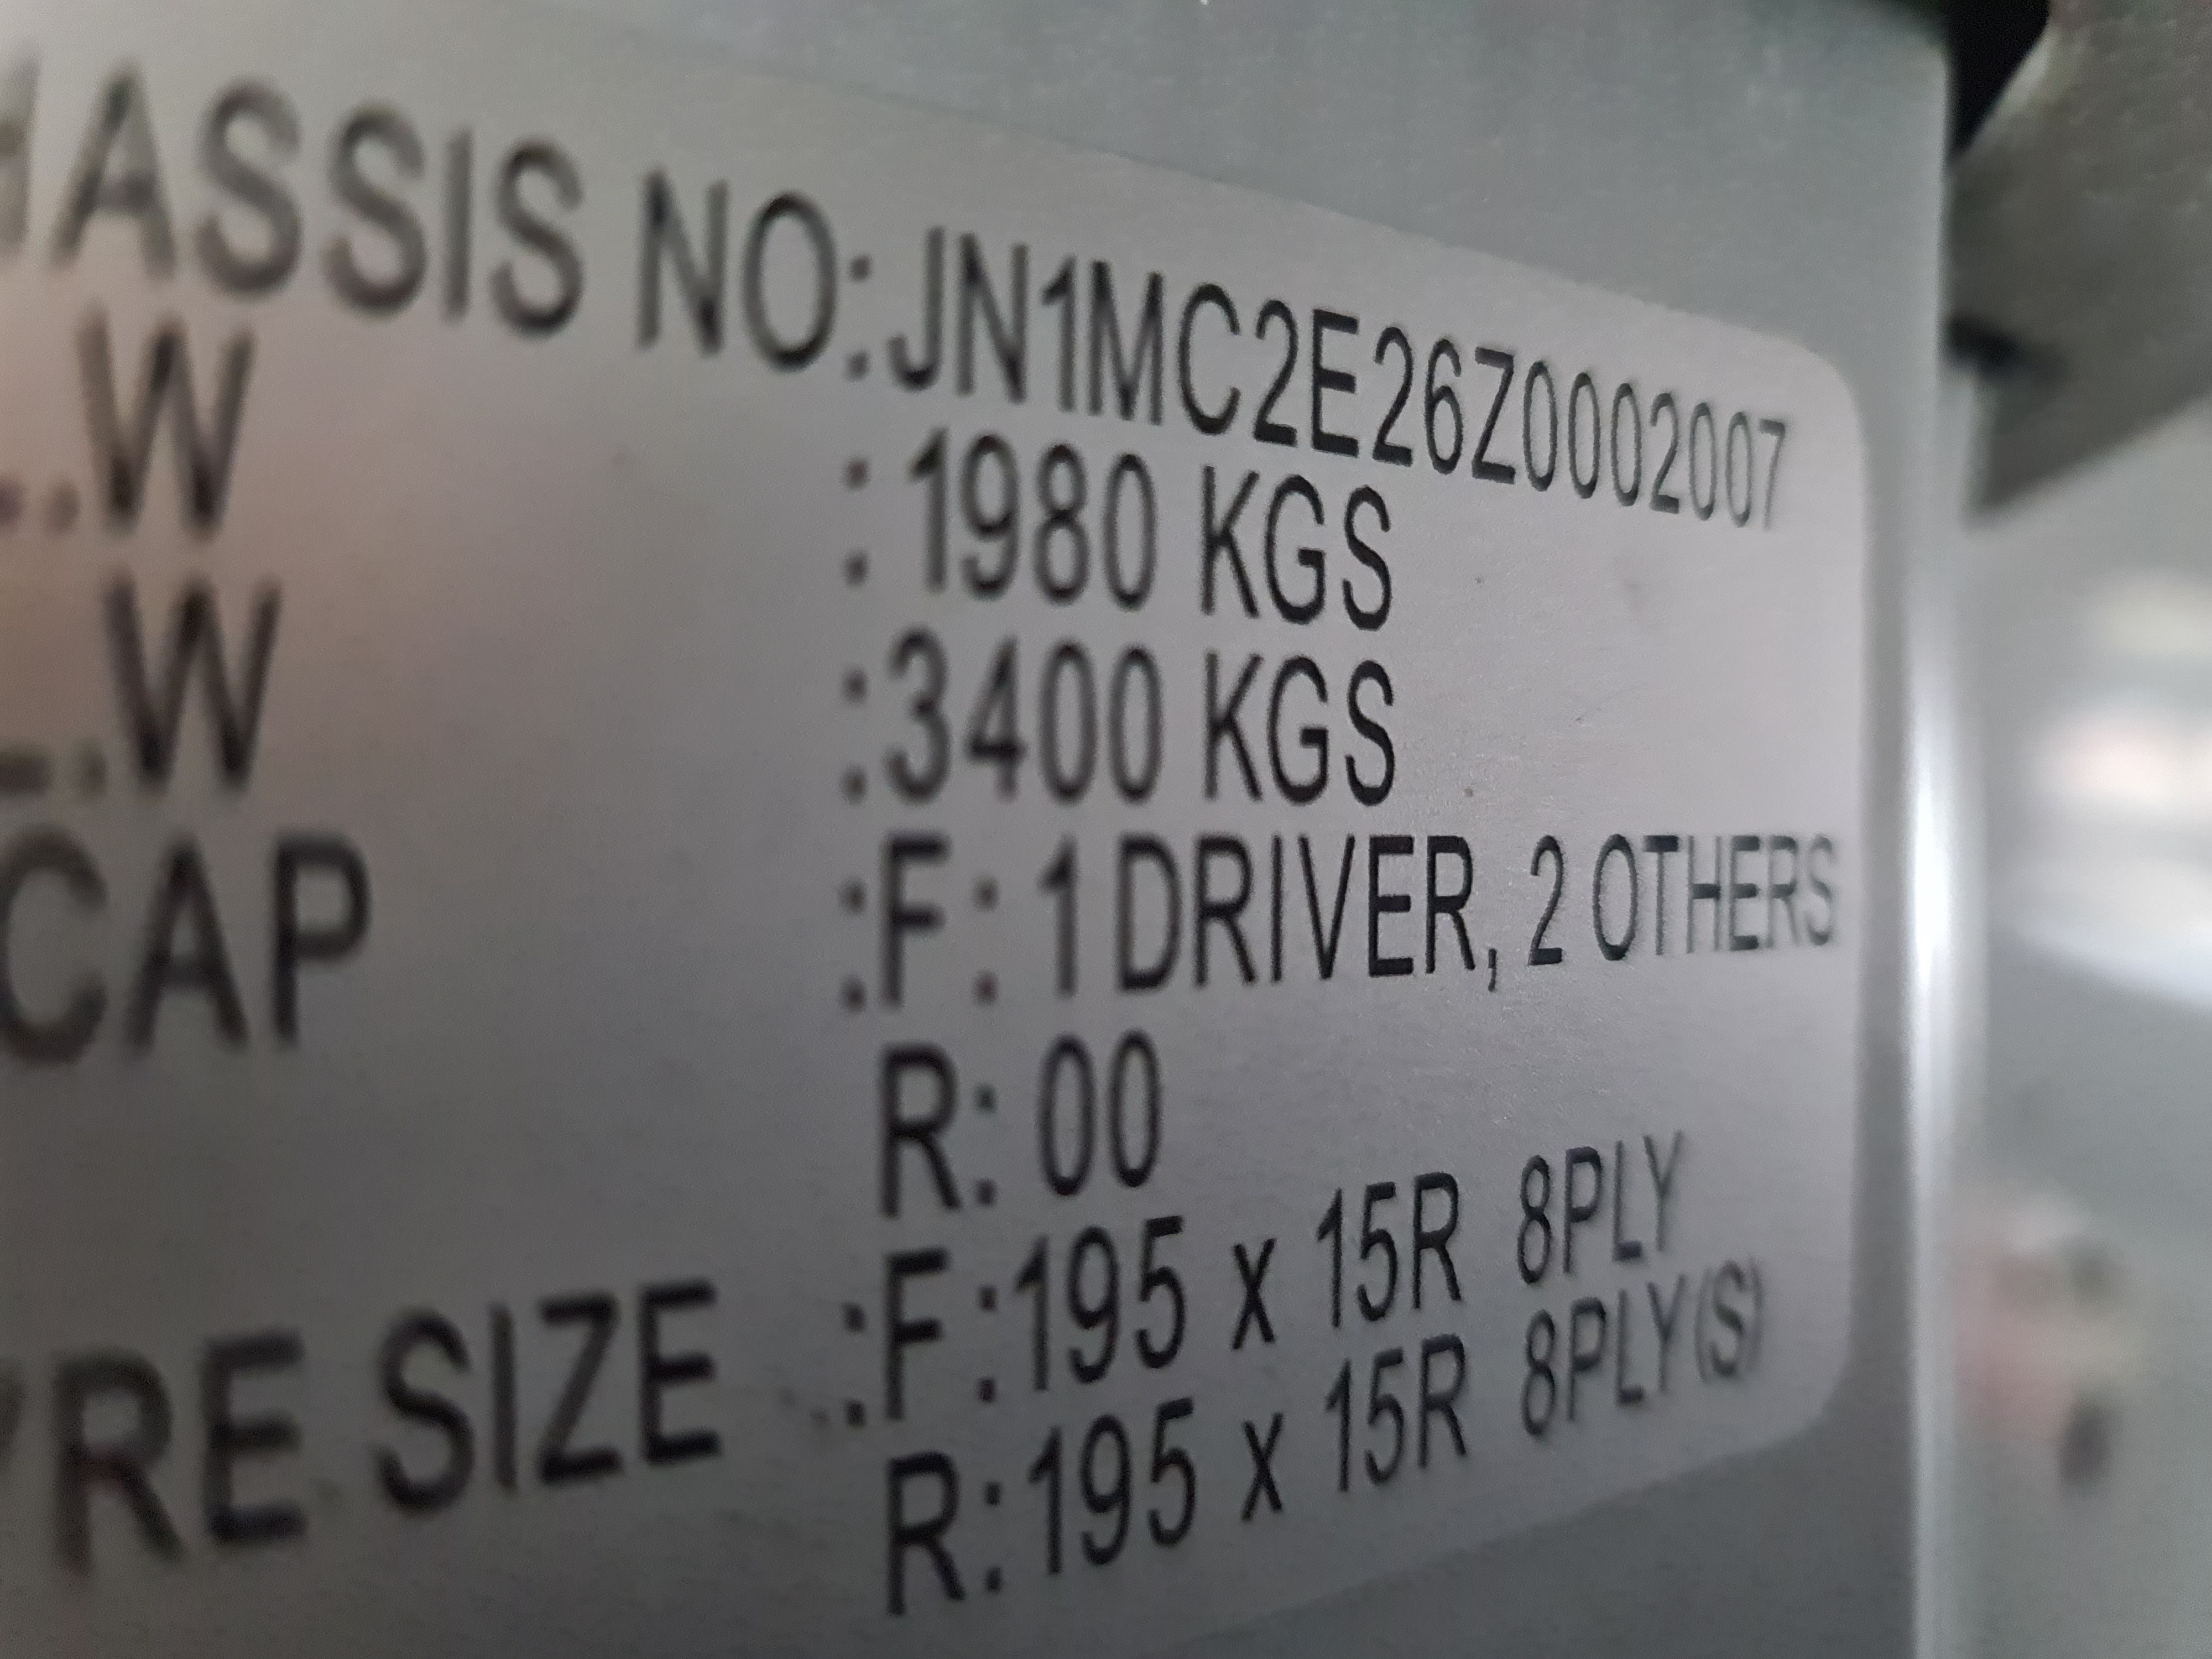 HASSIS NO:JN1MC2E26Z0002007
.W : 1980 KGS
.W :3400 KGS
CAP :F: 1 DRIVER, 2 OTHERS
R: 00
RE SIZE :F:195 x 15R 8PLY
R:195 x 15R 8PLY(S)